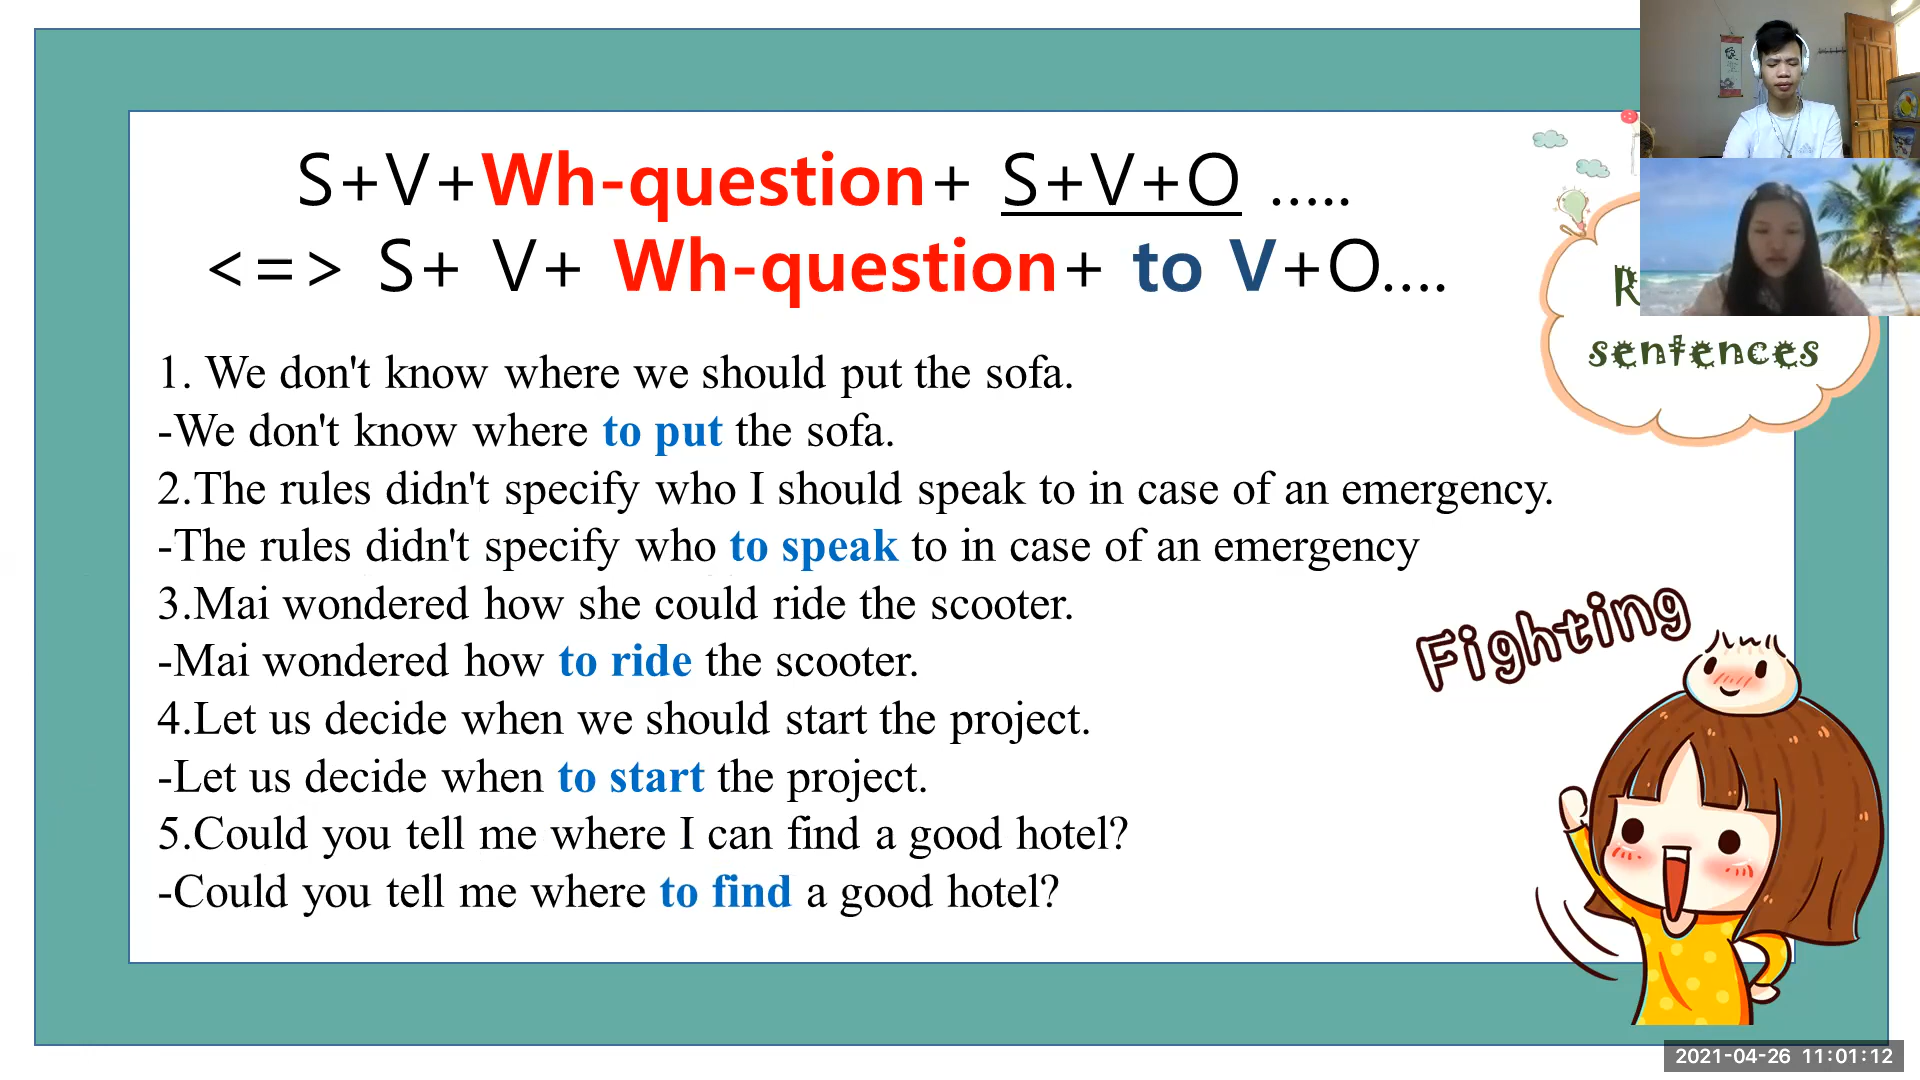 S+V+Wh-question+ S+V+O .....
<=> S+ V+ Wh-question+ to V+O....
1. We don't know where we should put the sofa.
-We don't know where to put the sofa.
2.The rules didn't specify who I should speak to in case of an emergency.
-The rules didn't specify who to speak to in case of an emergency
3.Mai wondered how she could ride the scooter.
-Mai wondered how to ride the scooter.
4.Let us decide when we should start the project.
-Let us decide when to start the project.
5.Could you tell me where I can find a good hotel?
-Could you tell me where to find a good hotel?
sentences
Fighting
2021-04-26 11:01:12